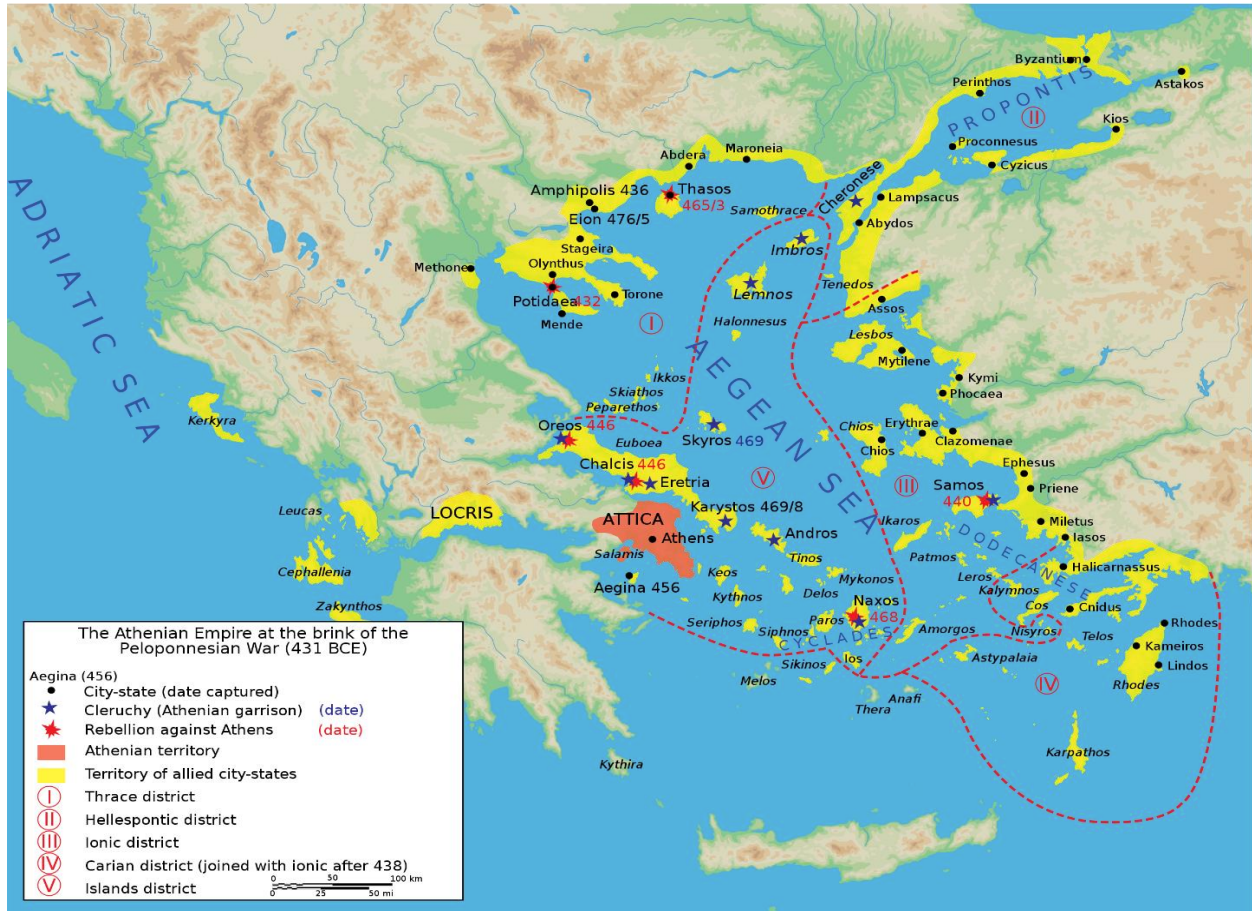 Byzantium
Perinthos
Astakos
PROPONTIS
II
Kios
Proconnesus
Cyzicus
Maroneia
Abdera
Thasos
465/3
Amphipolis 436
Eion 476/5
Samothrace
Cheronese
Lampsacus
Abydos
ADRIATIC SEA
Stageira
Imbros
Methone
Olynthus
Potidaea 432
Torone
Mende
Lemnos
Tenedos
Assos
I
Halonnesus
AEGEAN SEA
Lesbos
Mytilene
Ikkos
Skiathos
Peparethos
Kymi
Phocaea
Kerkyra
Oreos 446
Euboea
Skyros 469
Chios
Chios
Erythrae
Clazomenae
Chalcis 446
Eretria
V
III
Ephesus
Samos
440
Priene
Leucas
LOCRIS
ATTICA
Athens
Karystos 469/8
Andros
Ikaros
Miletus
Iasos
Salamis
Tinos
Patmos
DODECANESE
Cephallenia
Aegina 456
Keos
Kythnos
Mykonos
Delos
Leros
Kalymnos
Halicarnassus
Zakynthos
Naxos
468
Cos
Cnidus
Seriphos
Siphnos
Paros
CYCLADES
Amorgos
Nisyros
Telos
Rhodes
Kameiros
Lindos
Rhodes
Sikinos
Ios
Astypalaia
IV
Melos
Thera
Anafi
Karpathos
Kythira
The Athenian Empire at the brink of the
Peloponnesian War (431 BCE)
Aegina (456)
City-state (date captured)
Cleruchy (Athenian garrison) (date)
Rebellion against Athens (date)
Athenian territory
Territory of allied city-states
I Thrace district
II Hellespontic district
III Ionic district
IV Carian district (joined with ionic after 438)
V Islands district
0 50 100 km
0 25 50 mi